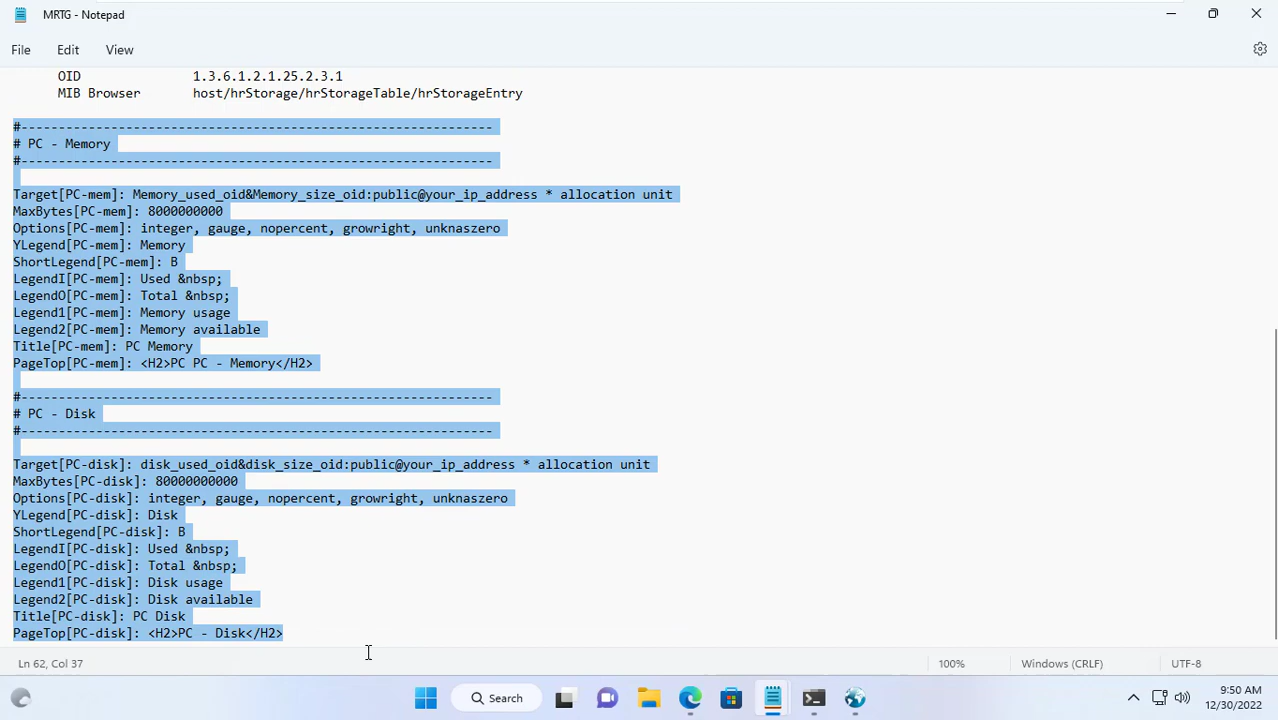 MRTG - Notepad
File Edit View
OID 1.3.6.1.2.1.25.2.3.1
MIB Browser host/hrStorage/hrStorageTable/hrStorageEntry
#---------------------------------------------------------------
# PC - Memory
#---------------------------------------------------------------
Target[PC-mem]: Memory_used_oid&Memory_size_oid:public@your_ip_address * allocation unit
MaxBytes[PC-mem]: 8000000000
Options[PC-mem]: integer, gauge, nopercent, growright, unknaszero
YLegend[PC-mem]: Memory
ShortLegend[PC-mem]: B
LegendI[PC-mem]: Used &nbsp;
LegendO[PC-mem]: Total &nbsp;
Legend1[PC-mem]: Memory usage
Legend2[PC-mem]: Memory available
Title[PC-mem]: PC Memory
PageTop[PC-mem]: <H2>PC PC - Memory</H2>
#---------------------------------------------------------------
# PC - Disk
#---------------------------------------------------------------
Target[PC-disk]: disk_used_oid&disk_size_oid:public@your_ip_address * allocation unit
MaxBytes[PC-disk]: 80000000000
Options[PC-disk]: integer, gauge, nopercent, growright, unknaszero
YLegend[PC-disk]: Disk
ShortLegend[PC-disk]: B
LegendI[PC-disk]: Used &nbsp;
LegendO[PC-disk]: Total &nbsp;
Legend1[PC-disk]: Disk usage
Legend2[PC-disk]: Disk available
Title[PC-disk]: PC Disk
PageTop[PC-disk]: <H2>PC - Disk</H2>
Ln 62, Col 37 100% Windows (CRLF) UTF-8
Search
9:50 AM
12/30/2022